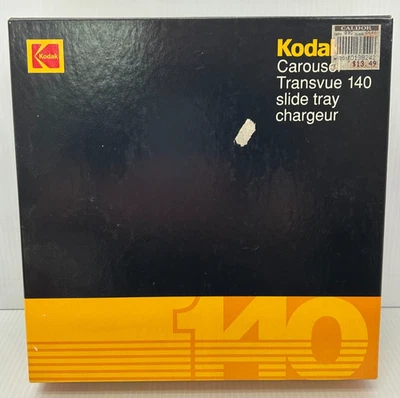 Kodak
CALDOR
$13.49
Kodak
Carousel
Transvue 140
slide tray
chargeur
140